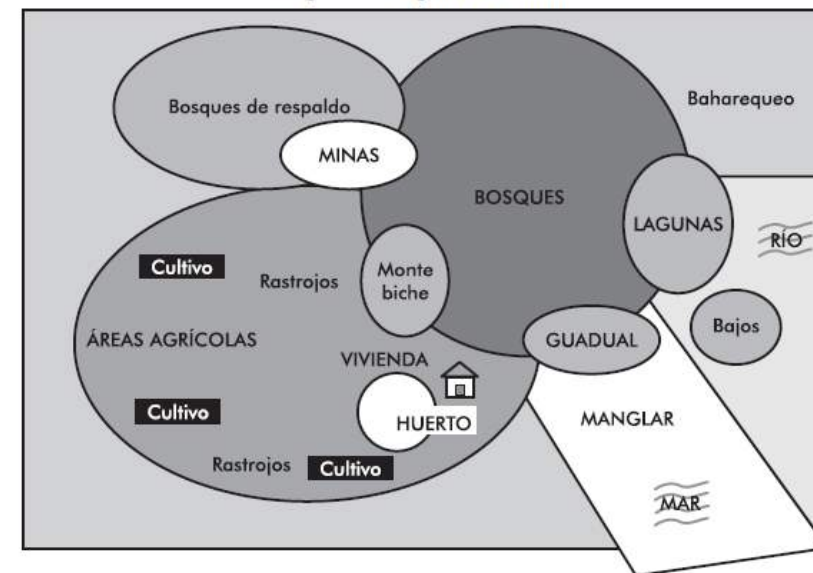 Bosques de respaldo
Baharequeo
MINAS
BOSQUES
LAGUNAS
RÍO
Cultivo
Rastrojos
Monte
biche
Bajos
ÁREAS AGRÍCOLAS
GUADUAL
VIVIENDA
Cultivo
HUERTO
MANGLAR
Rastrojos
Cultivo
MAR